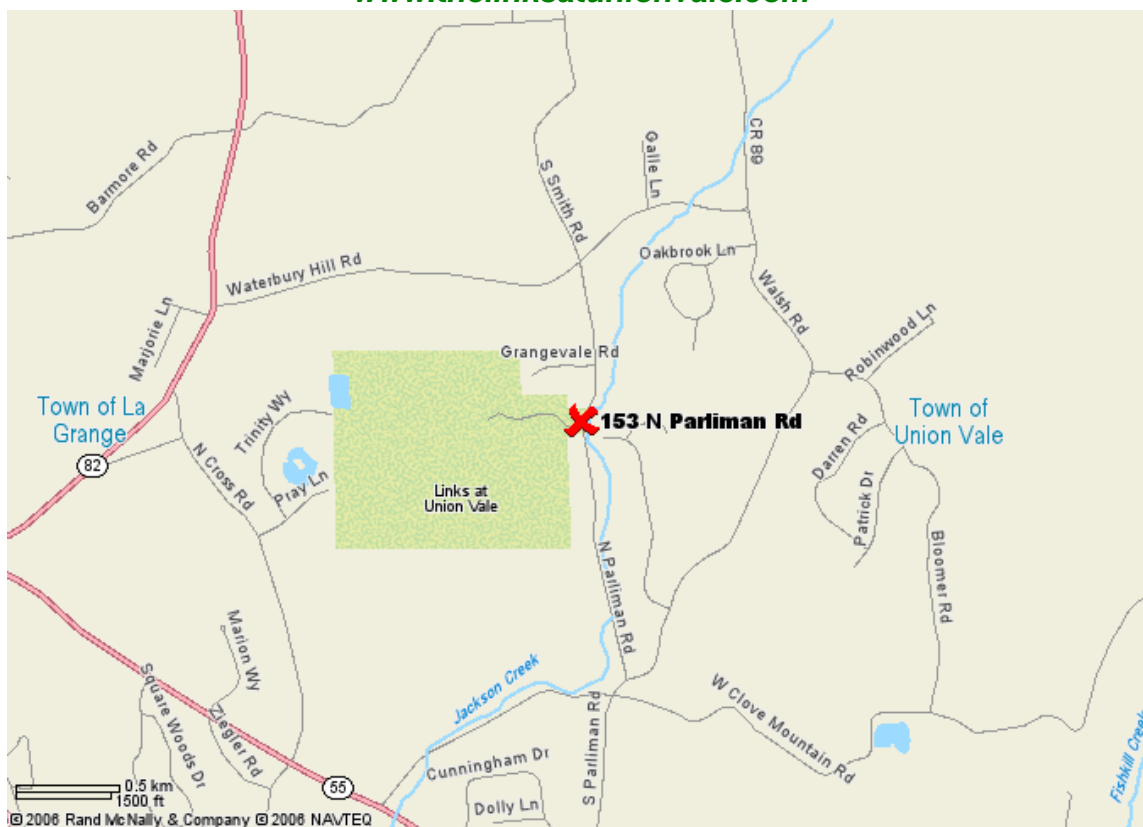 www.thelinksatunionvale.com
CR 89
Galle Ln
Barmore Rd
S Smith Rd
Oakbrook Ln
Waterbury Hill Rd
Walsh Rd
Marjorie Ln
Robinwood Ln
Grangevale Rd
Town of La
Grange
Trinity Wy
153 N Parliman Rd
Town of
Union Vale
Darren Rd
82
N Cross Rd
Pray Ln
Links at
Union Vale
Patrick Dr
N Parliman Rd
Bloomer Rd
Marion Wy
Square Woods Dr
Ziegler Rd
Jackson Creek
W Clove Mountain Rd
S Parliman Rd
Fishkill Creek
Cunningham Dr
55
Dolly Ln
0.5 km
1500 ft
© 2006 Rand McNally & Company © 2006 NAVTEQ